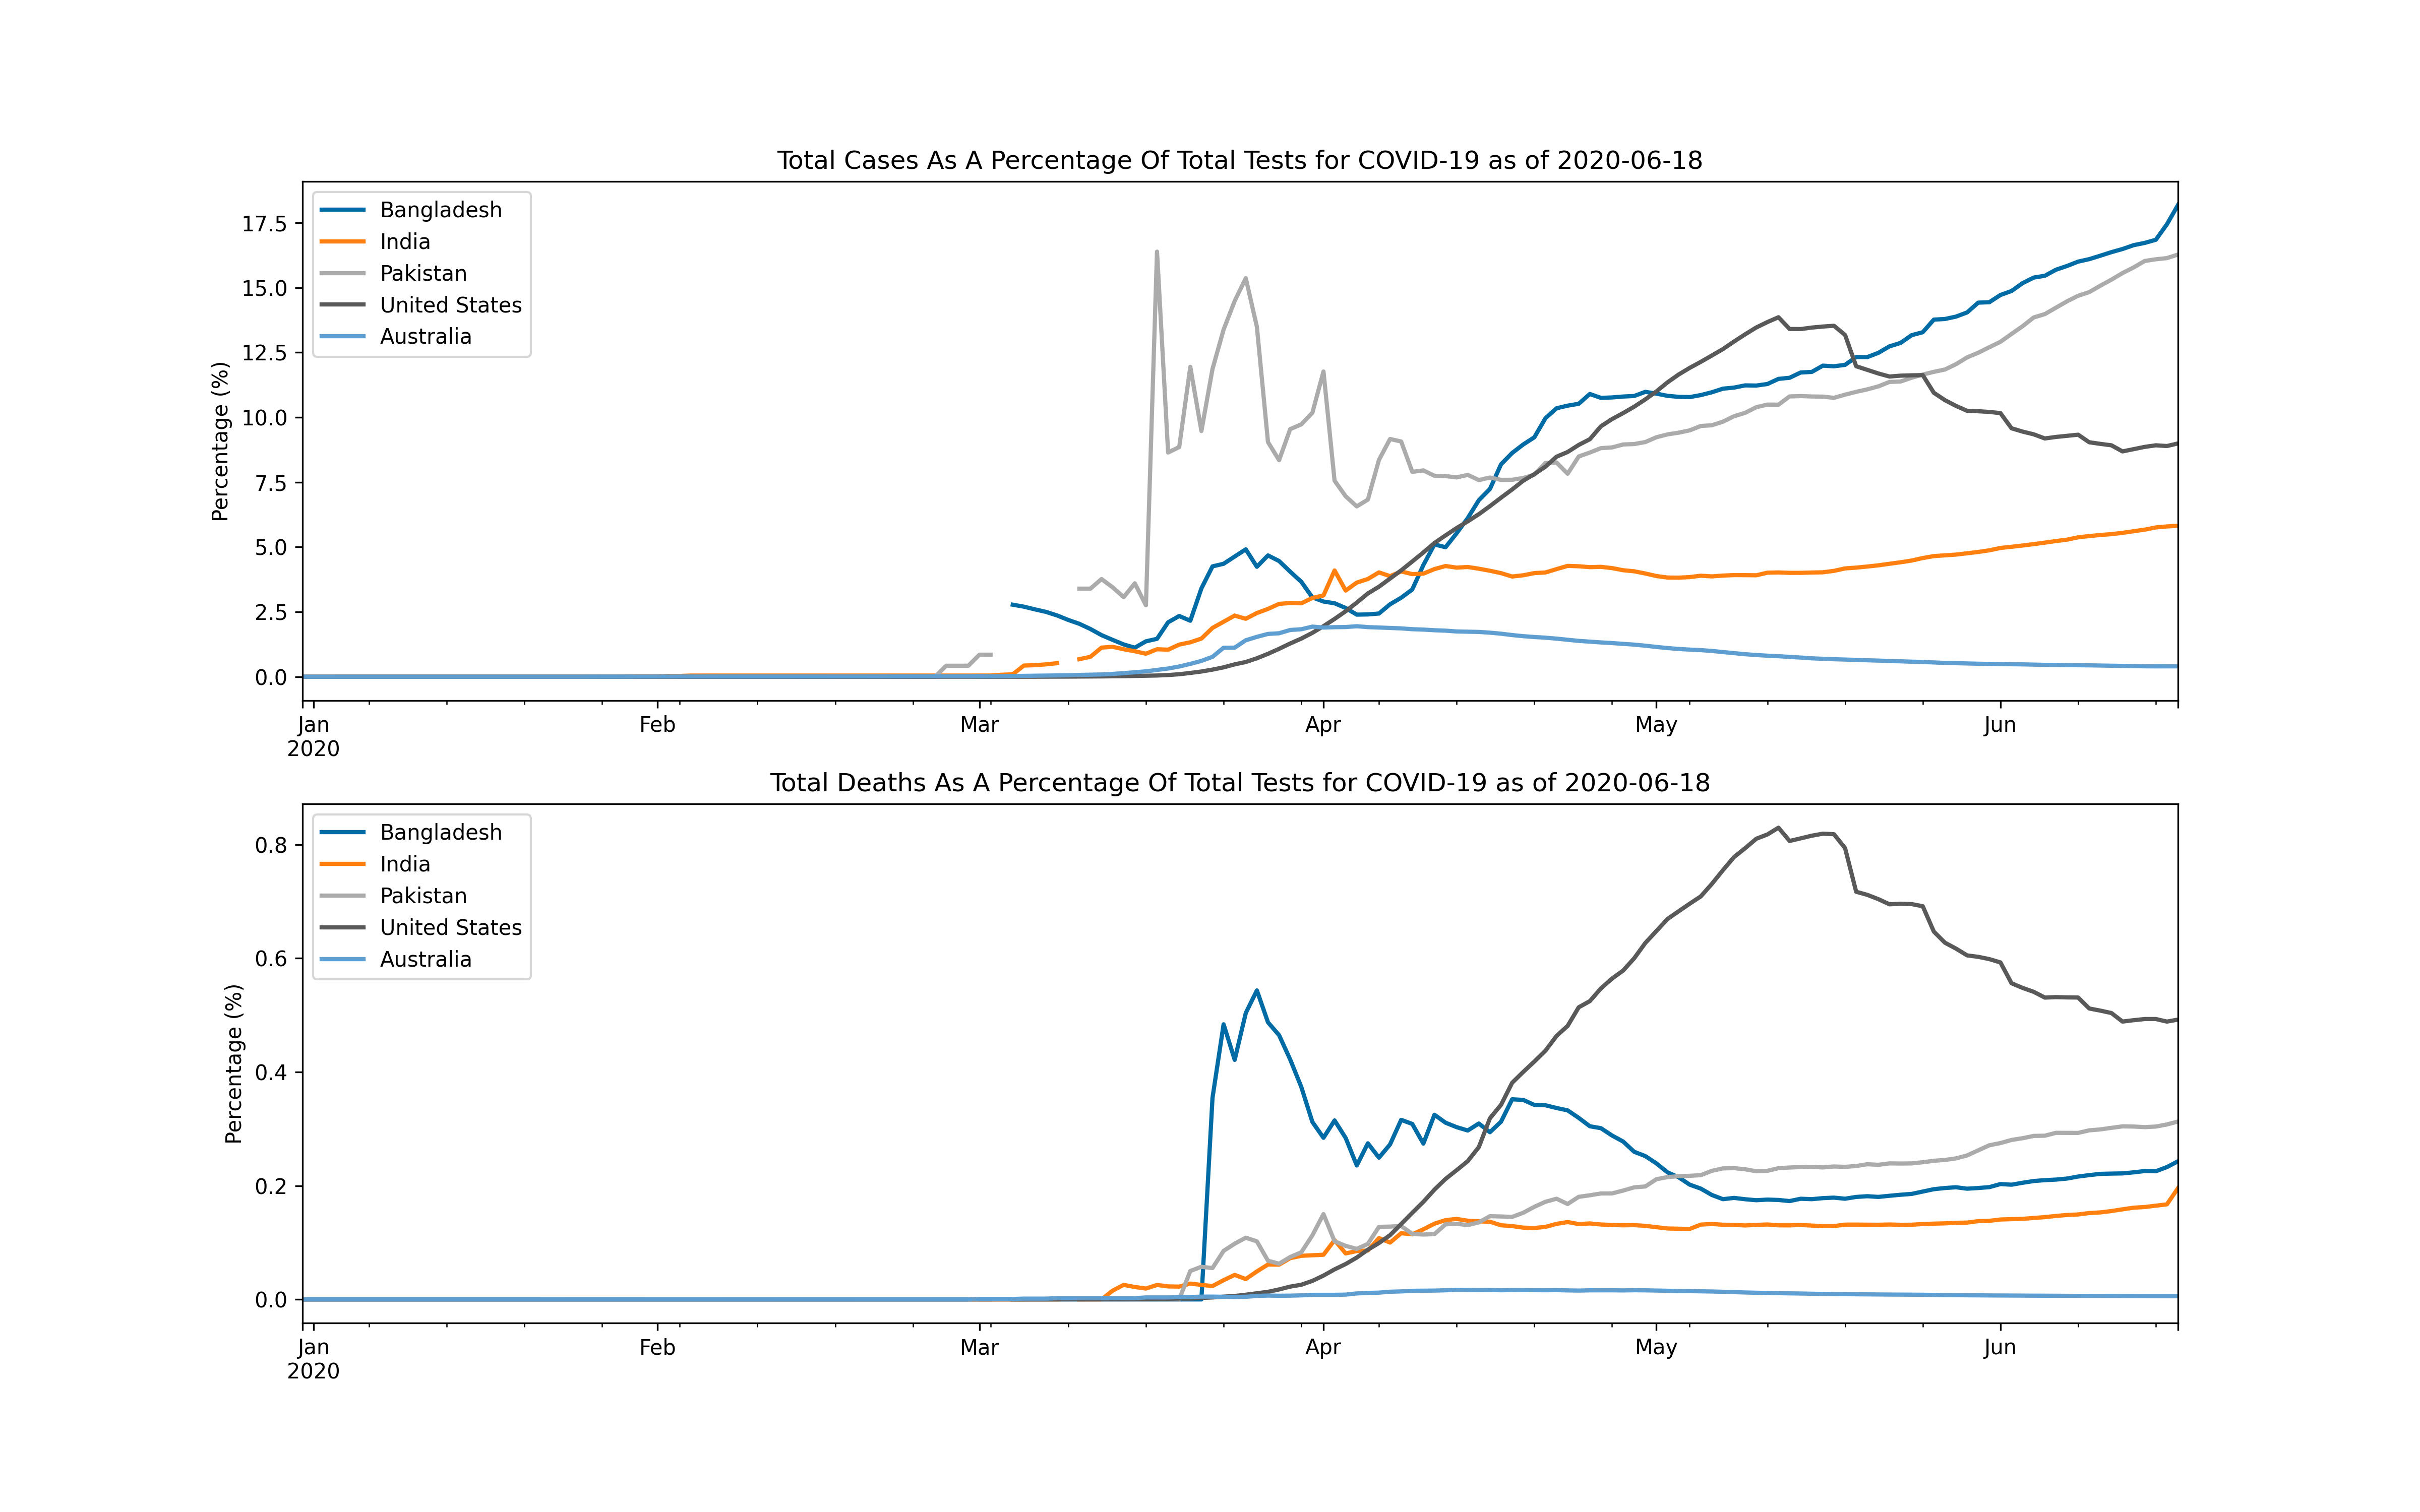 Total Cases As A Percentage Of Total Tests for COVID-19 as of 2020-06-18
Bangladesh
India
Pakistan
United States
Australia
Percentage (%)
17.5
15.0
12.5
10.0
7.5
5.0
2.5
0.0
Jan Feb Mar Apr May Jun
2020
Total Deaths As A Percentage Of Total Tests for COVID-19 as of 2020-06-18
Bangladesh
India
Pakistan
United States
Australia
Percentage (%)
0.8
0.6
0.4
0.2
0.0
Jan Feb Mar Apr May Jun
2020